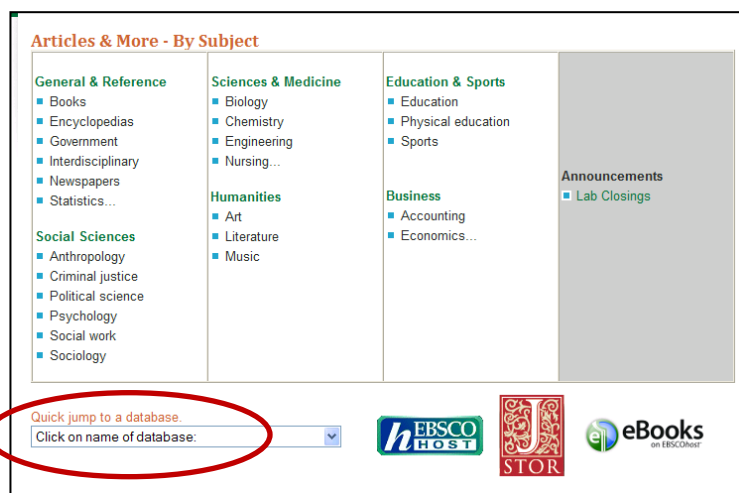 Articles & More - By Subject
General & Reference
Books
Encyclopedias
Government
Interdisciplinary
Newspapers
Statistics...
Social Sciences
Anthropology
Criminal justice
Political science
Psychology
Social work
Sociology
Sciences & Medicine
Biology
Chemistry
Engineering
Nursing...
Humanities
Art
Literature
Music
Education & Sports
Education
Physical education
Sports
Business
Accounting
Economics...
Announcements
Lab Closings
Quick jump to a database.
Click on name of database:
h EBSCO
HOST
J
STOR
e eBooks
on EBSCOhost